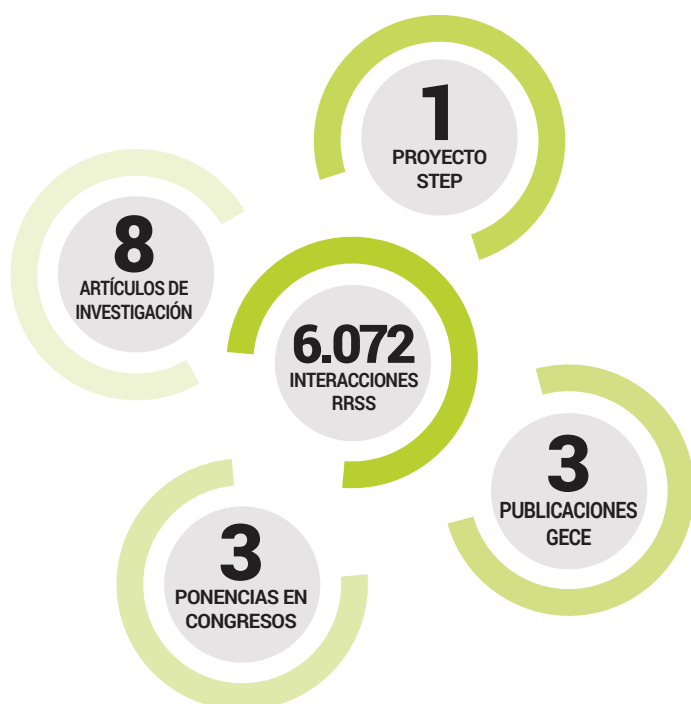 1
PROYECTO
STEP
8
ARTÍCULOS DE
INVESTIGACIÓN
6.072
INTERACCIONES
RRSS
3
PUBLICACIONES
GECE
3
PONENCIAS EN
CONGRESOS